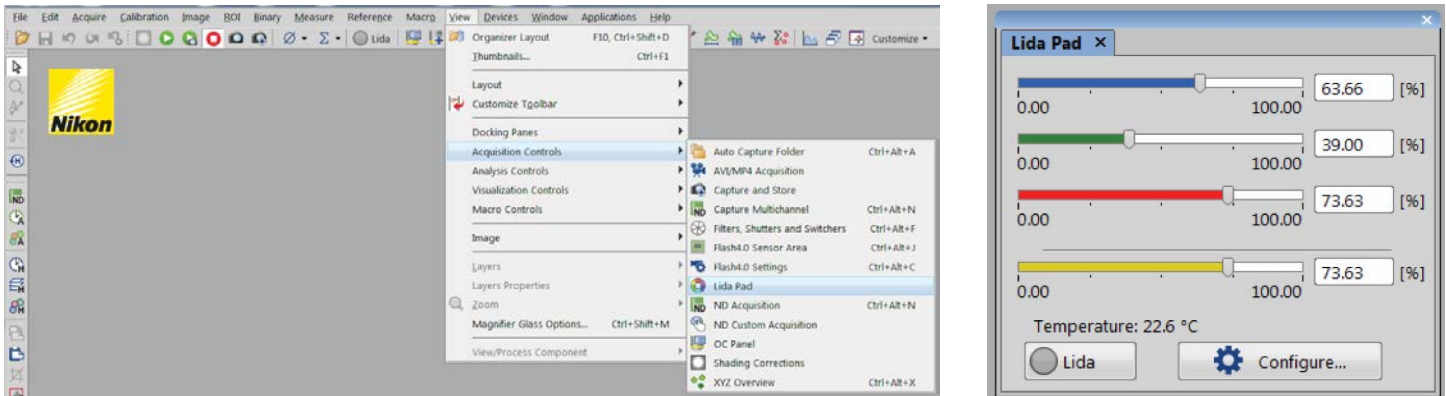 File Edit Acquire Calibration Image ROI Binary Measure Reference Macro View Devices Window Applications Help
Lida
Customize
Nikon
Organizer Layout F10, Ctrl+Shift+D
Thumbnails... Ctrl+F1
Layout
Customize Toolbar
Docking Panes
Acquisition Controls
Analysis Controls
Visualization Controls
Macro Controls
Image
Layers
Layers Properties
Zoom
Magnifier Glass Options... Ctrl+Shift+M
View/Process Component
Auto Capture Folder Ctrl+Alt+A
AVI/MP4 Acquisition
Capture and Store
Capture Multichannel Ctrl+Alt+N
Filters, Shutters and Switchers Ctrl+Alt+F
Flash4.0 Sensor Area Ctrl+Alt+J
Flash4.0 Settings Ctrl+Alt+C
Lida Pad
ND Acquisition Ctrl+Alt+N
ND Custom Acquisition
OC Panel
Shading Corrections
XYZ Overview Ctrl+Alt+X
Lida Pad
63.66 [%]
0.00 100.00
39.00 [%]
0.00 100.00
73.63 [%]
0.00 100.00
73.63 [%]
0.00 100.00
Temperature: 22.6 °C
Lida Configure...